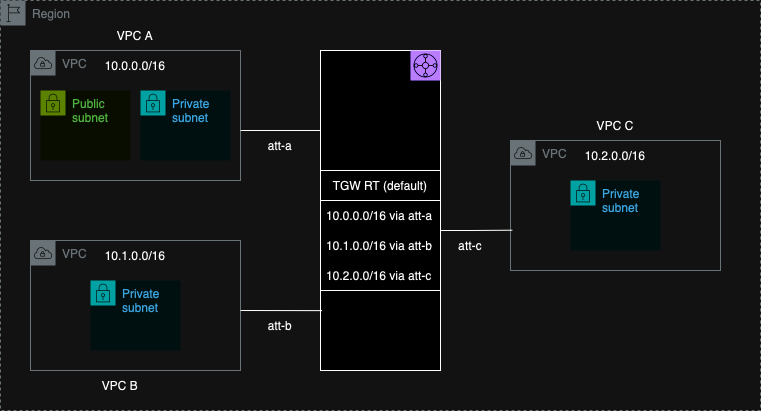 Region
VPC A
VPC
10.0.0.0/16
Public
subnet
Private
subnet
att-a
TGW RT (default)
10.0.0.0/16 via att-a
10.1.0.0/16 via att-b
10.2.0.0/16 via att-c
VPC C
VPC
10.2.0.0/16
Private
subnet
att-c
VPC
10.1.0.0/16
Private
subnet
att-b
VPC B